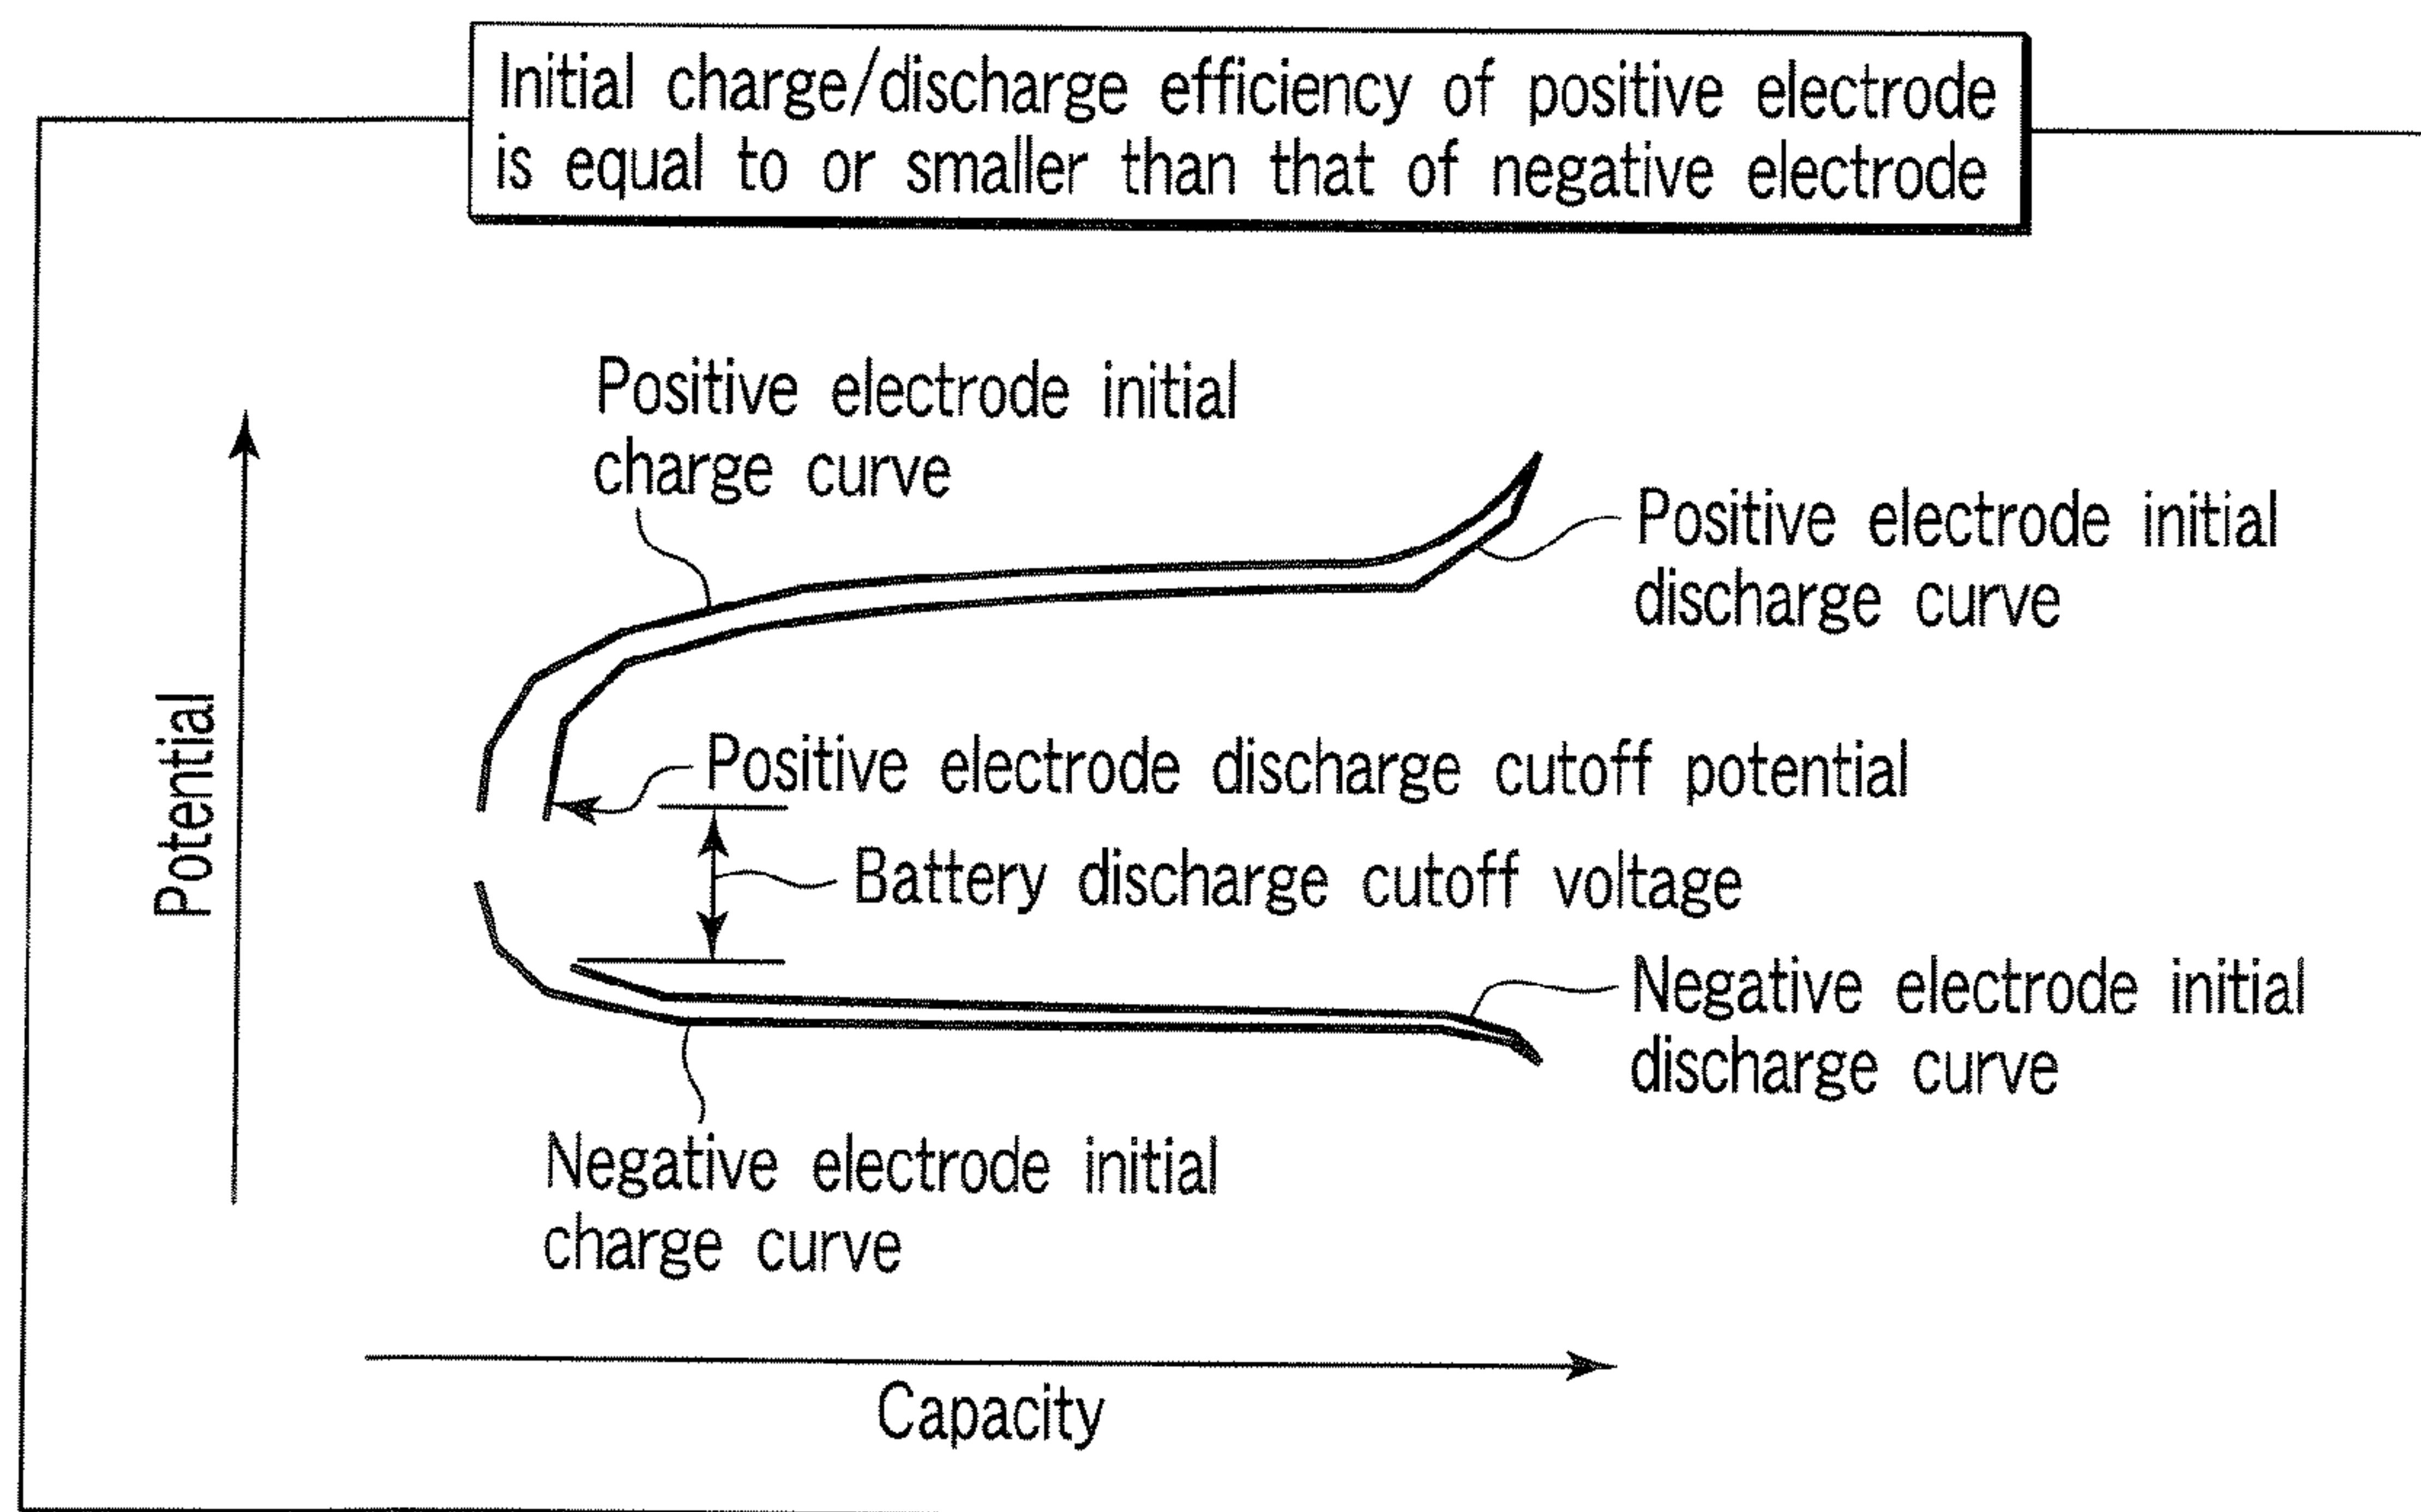 Initial charge/discharge efficiency of positive electrode
is equal to or smaller than that of negative electrode
Positive electrode initial
charge curve
Positive electrode initial
discharge curve
Potential
Positive electrode discharge cutoff potential
Battery discharge cutoff voltage
Negative electrode initial
discharge curve
Negative electrode initial
charge curve
Capacity